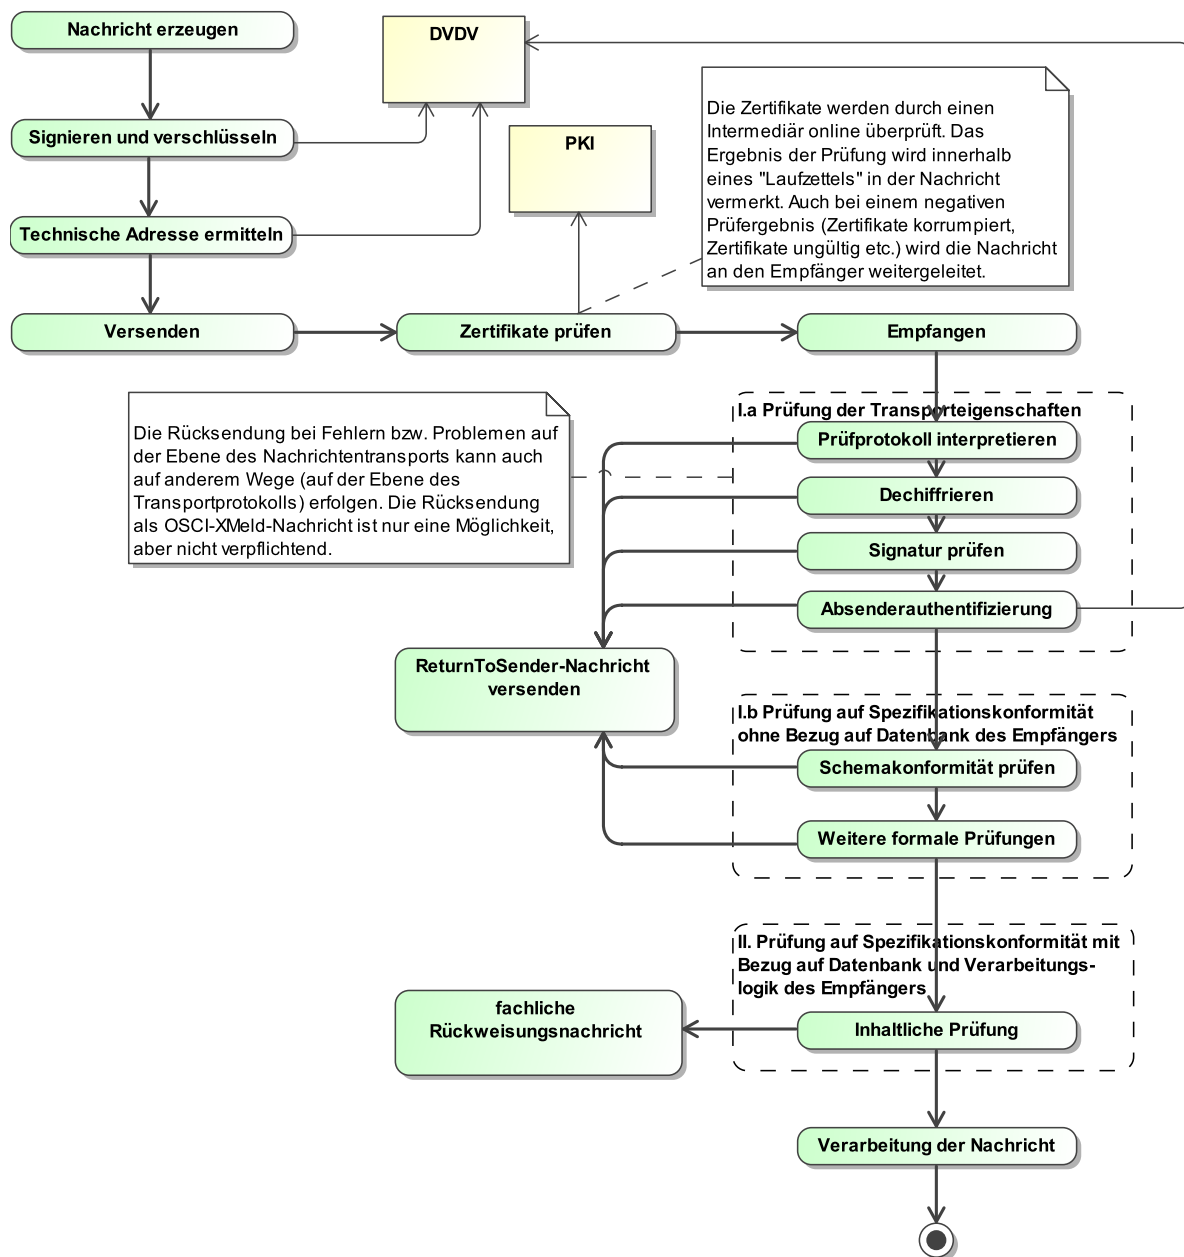 Nachricht erzeugen
DVDV
Signieren und verschlüsseln
PKI
Die Zertifikate werden durch einen
Intermediär online überprüft. Das
Ergebnis der Prüfung wird innerhalb
eines "Laufzettels" in der Nachricht
vermerkt. Auch bei einem negativen
Prüfergebnis (Zertifikate korrumpiert,
Zertifikate ungültig etc.) wird die Nachricht
an den Empfänger weitergeleitet.
Technische Adresse ermitteln
Versenden
Zertifikate prüfen
Empfangen
Die Rücksendung bei Fehlern bzw. Problemen auf
der Ebene des Nachrichtentransports kann auch
auf anderem Wege (auf der Ebene des
Transportprotokolls) erfolgen. Die Rücksendung
als OSCI-XMeld-Nachricht ist nur eine Möglichkeit,
aber nicht verpflichtend.
I.a Prüfung der Transporteigenschaften
Prüfprotokoll interpretieren
Dechiffrieren
Signatur prüfen
Absenderauthentifizierung
ReturnToSender-Nachricht
versenden
I.b Prüfung auf Spezifikationskonformität
ohne Bezug auf Datenbank des Empfängers
Schemakonformität prüfen
Weitere formale Prüfungen
II. Prüfung auf Spezifikationskonformität mit
Bezug auf Datenbank und Verarbeitungs-
logik des Empfängers
fachliche
Rückweisungsnachricht
Inhaltliche Prüfung
Verarbeitung der Nachricht